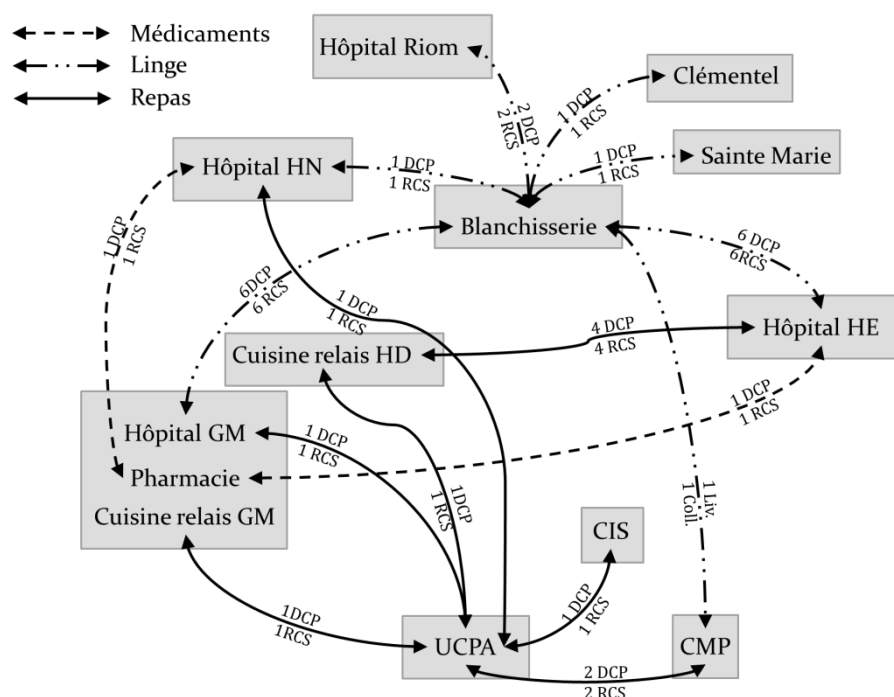 Médicaments
Linge
Repas
Hôpital Riom
Clémentel
2 DCP
2 RCS
1 DCP
1 RCS
Hôpital HN
1 DCP
1 RCS
1 DCP
1 RCS
Sainte Marie
Blanchisserie
1 DCP
1 RCS
6DCP
6 RCS
6 DCP
6RCS
1 DCP
1 RCS
4 DCP
4 RCS
Hôpital HE
Cuisine relais HD
1 DCP
1 RCS
Hôpital GM
1 DCP
1 RCS
Pharmacie
Cuisine relais GM
1DCP
1 RCS
1 Liv.
1 Coll.
CIS
1DCP
1RCS
1 DCP
1 RCS
UCPA
CMP
2 DCP
2 RCS